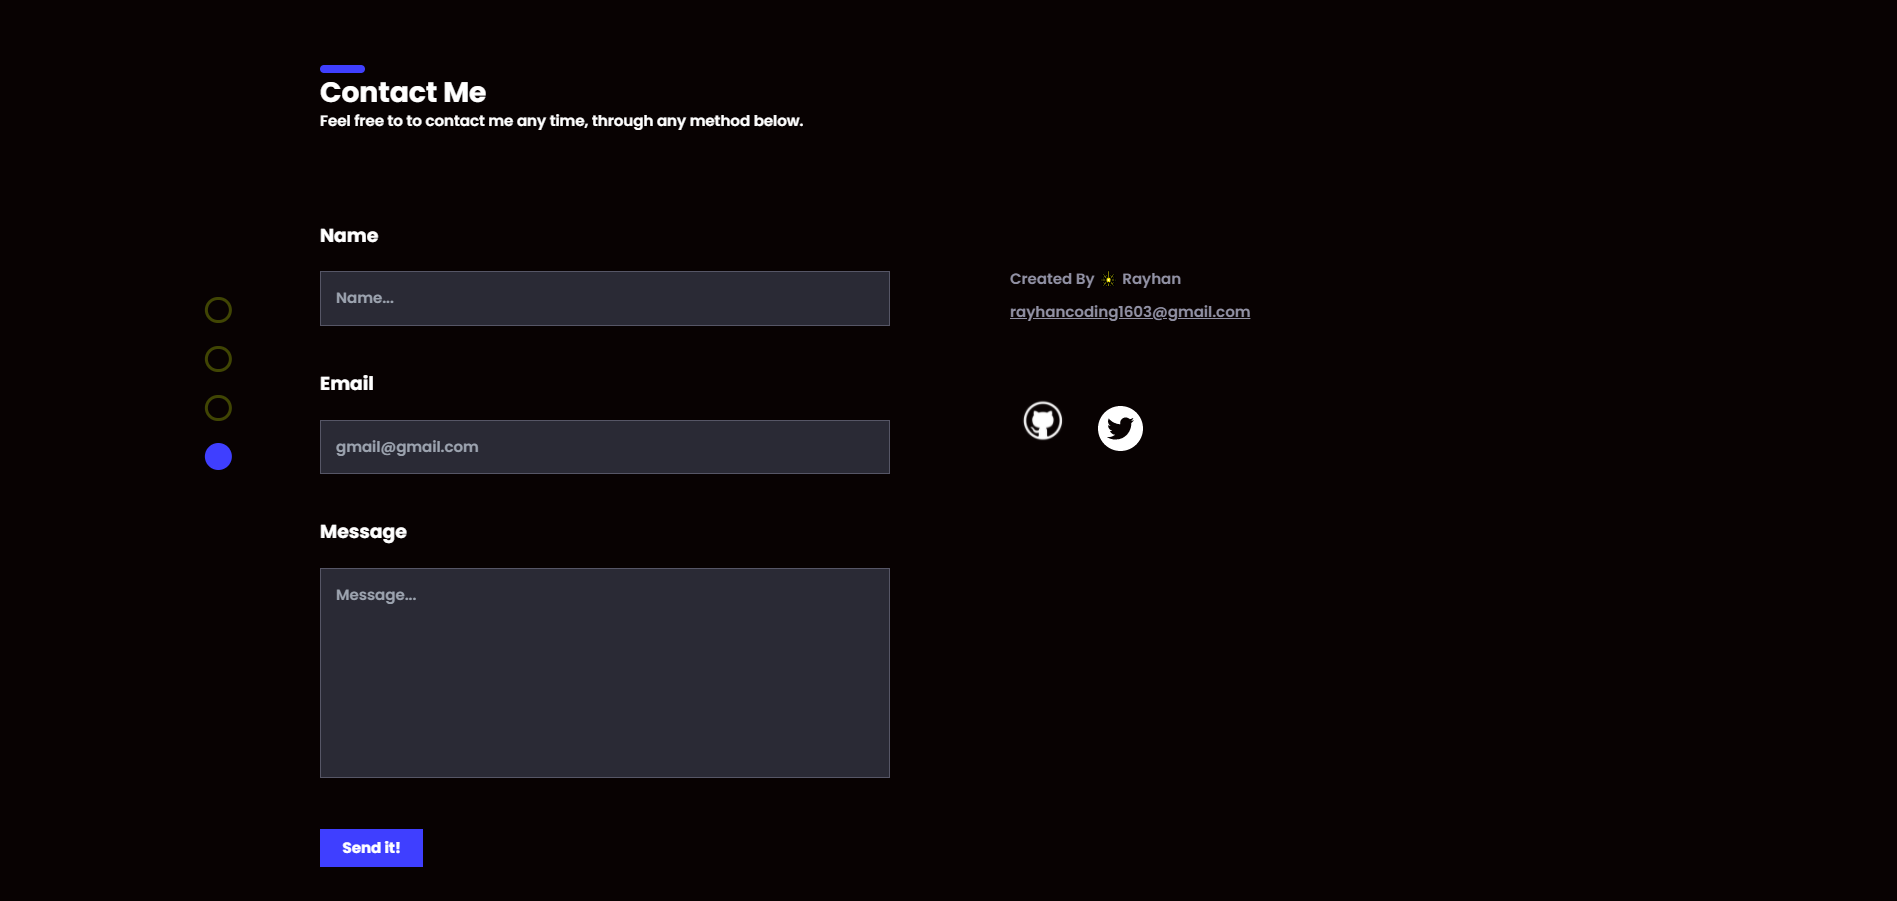 Contact Me
Feel free to to contact me any time, through any method below.
Name
Name...
Email
gmail@gmail.com
Message
Message...
Send it!
Created By Rayhan
rayhancoding1603@gmail.com